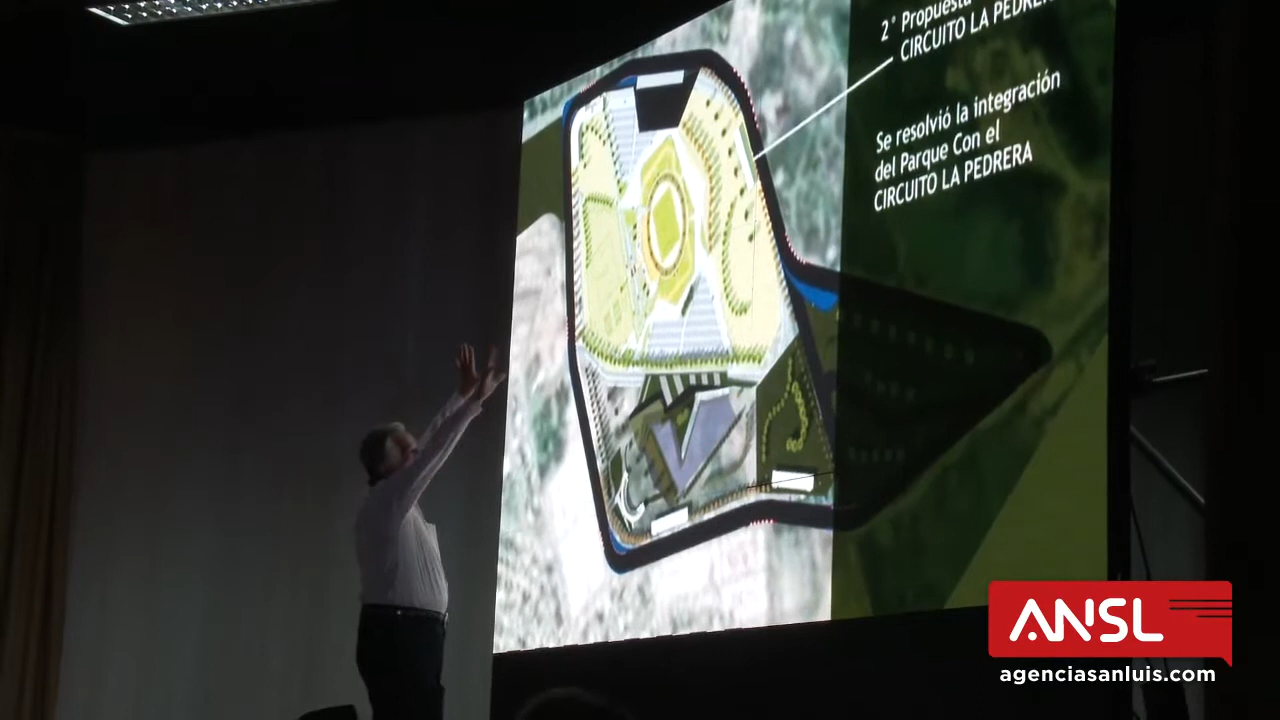 2° Propuesta
CIRCUITO LA PEDRERA
Se resolvió la integración
del Parque Con el
CIRCUITO LA PEDRERA
ANSL
agenciasanluis.com